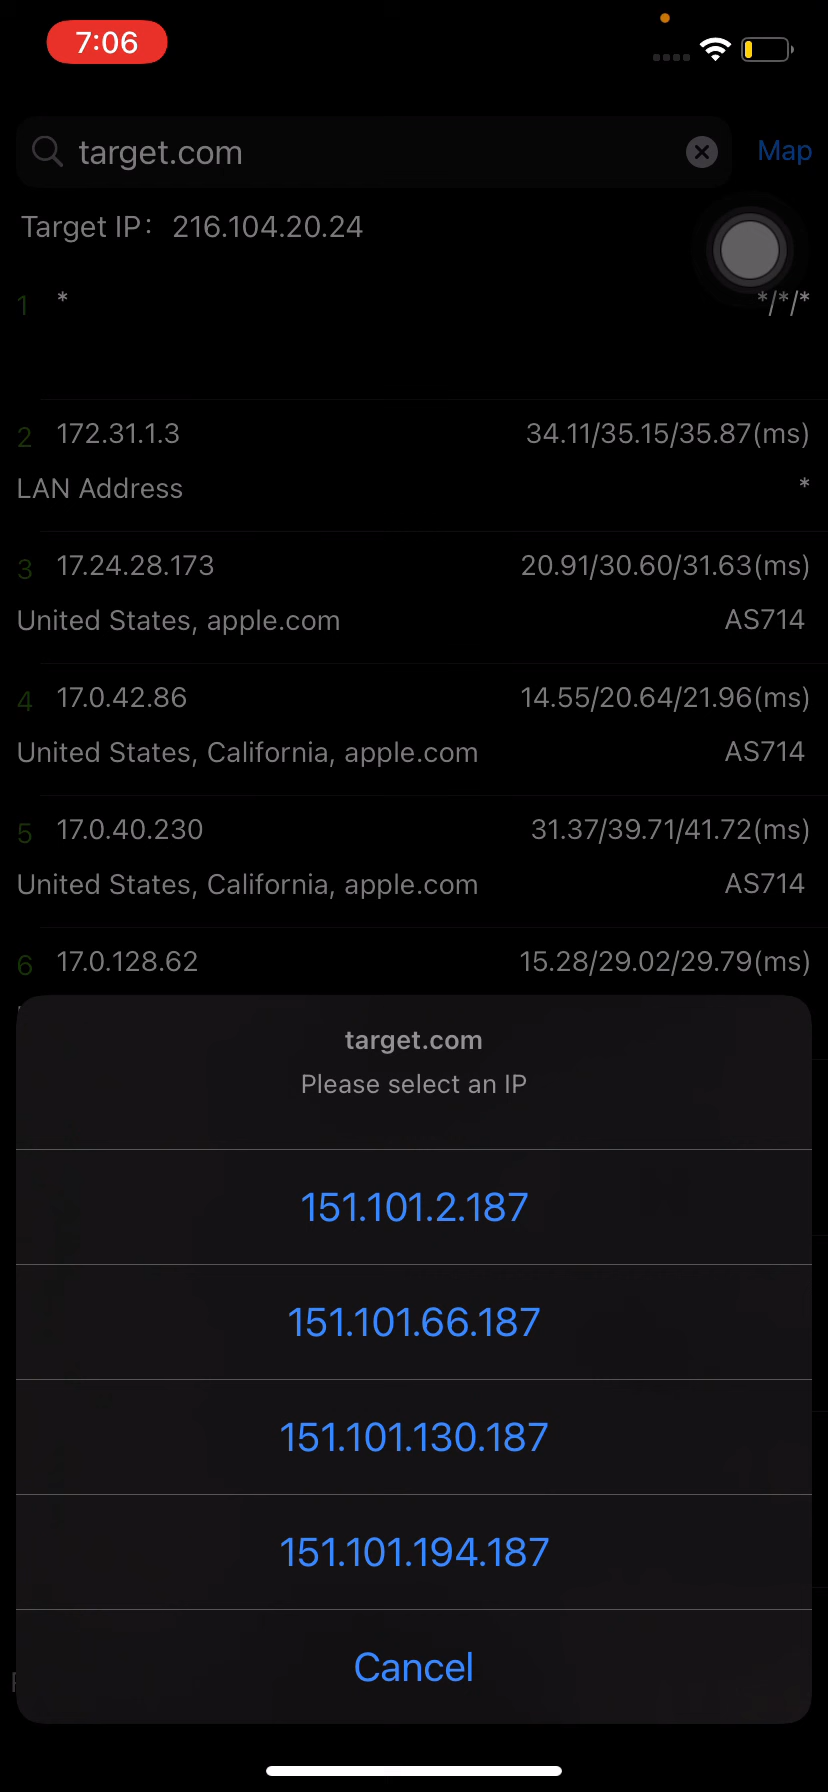 7:06
target.com
Map
Target IP: 216.104.20.24
1 * */*/*
2 172.31.1.3 34.11/35.15/35.87(ms)
LAN Address *
3 17.24.28.173 20.91/30.60/31.63(ms)
United States, apple.com AS714
4 17.0.42.86 14.55/20.64/21.96(ms)
United States, California, apple.com AS714
5 17.0.40.230 31.37/39.71/41.72(ms)
United States, California, apple.com AS714
6 17.0.128.62 15.28/29.02/29.79(ms)
target.com
Please select an IP
151.101.2.187
151.101.66.187
151.101.130.187
151.101.194.187
Cancel